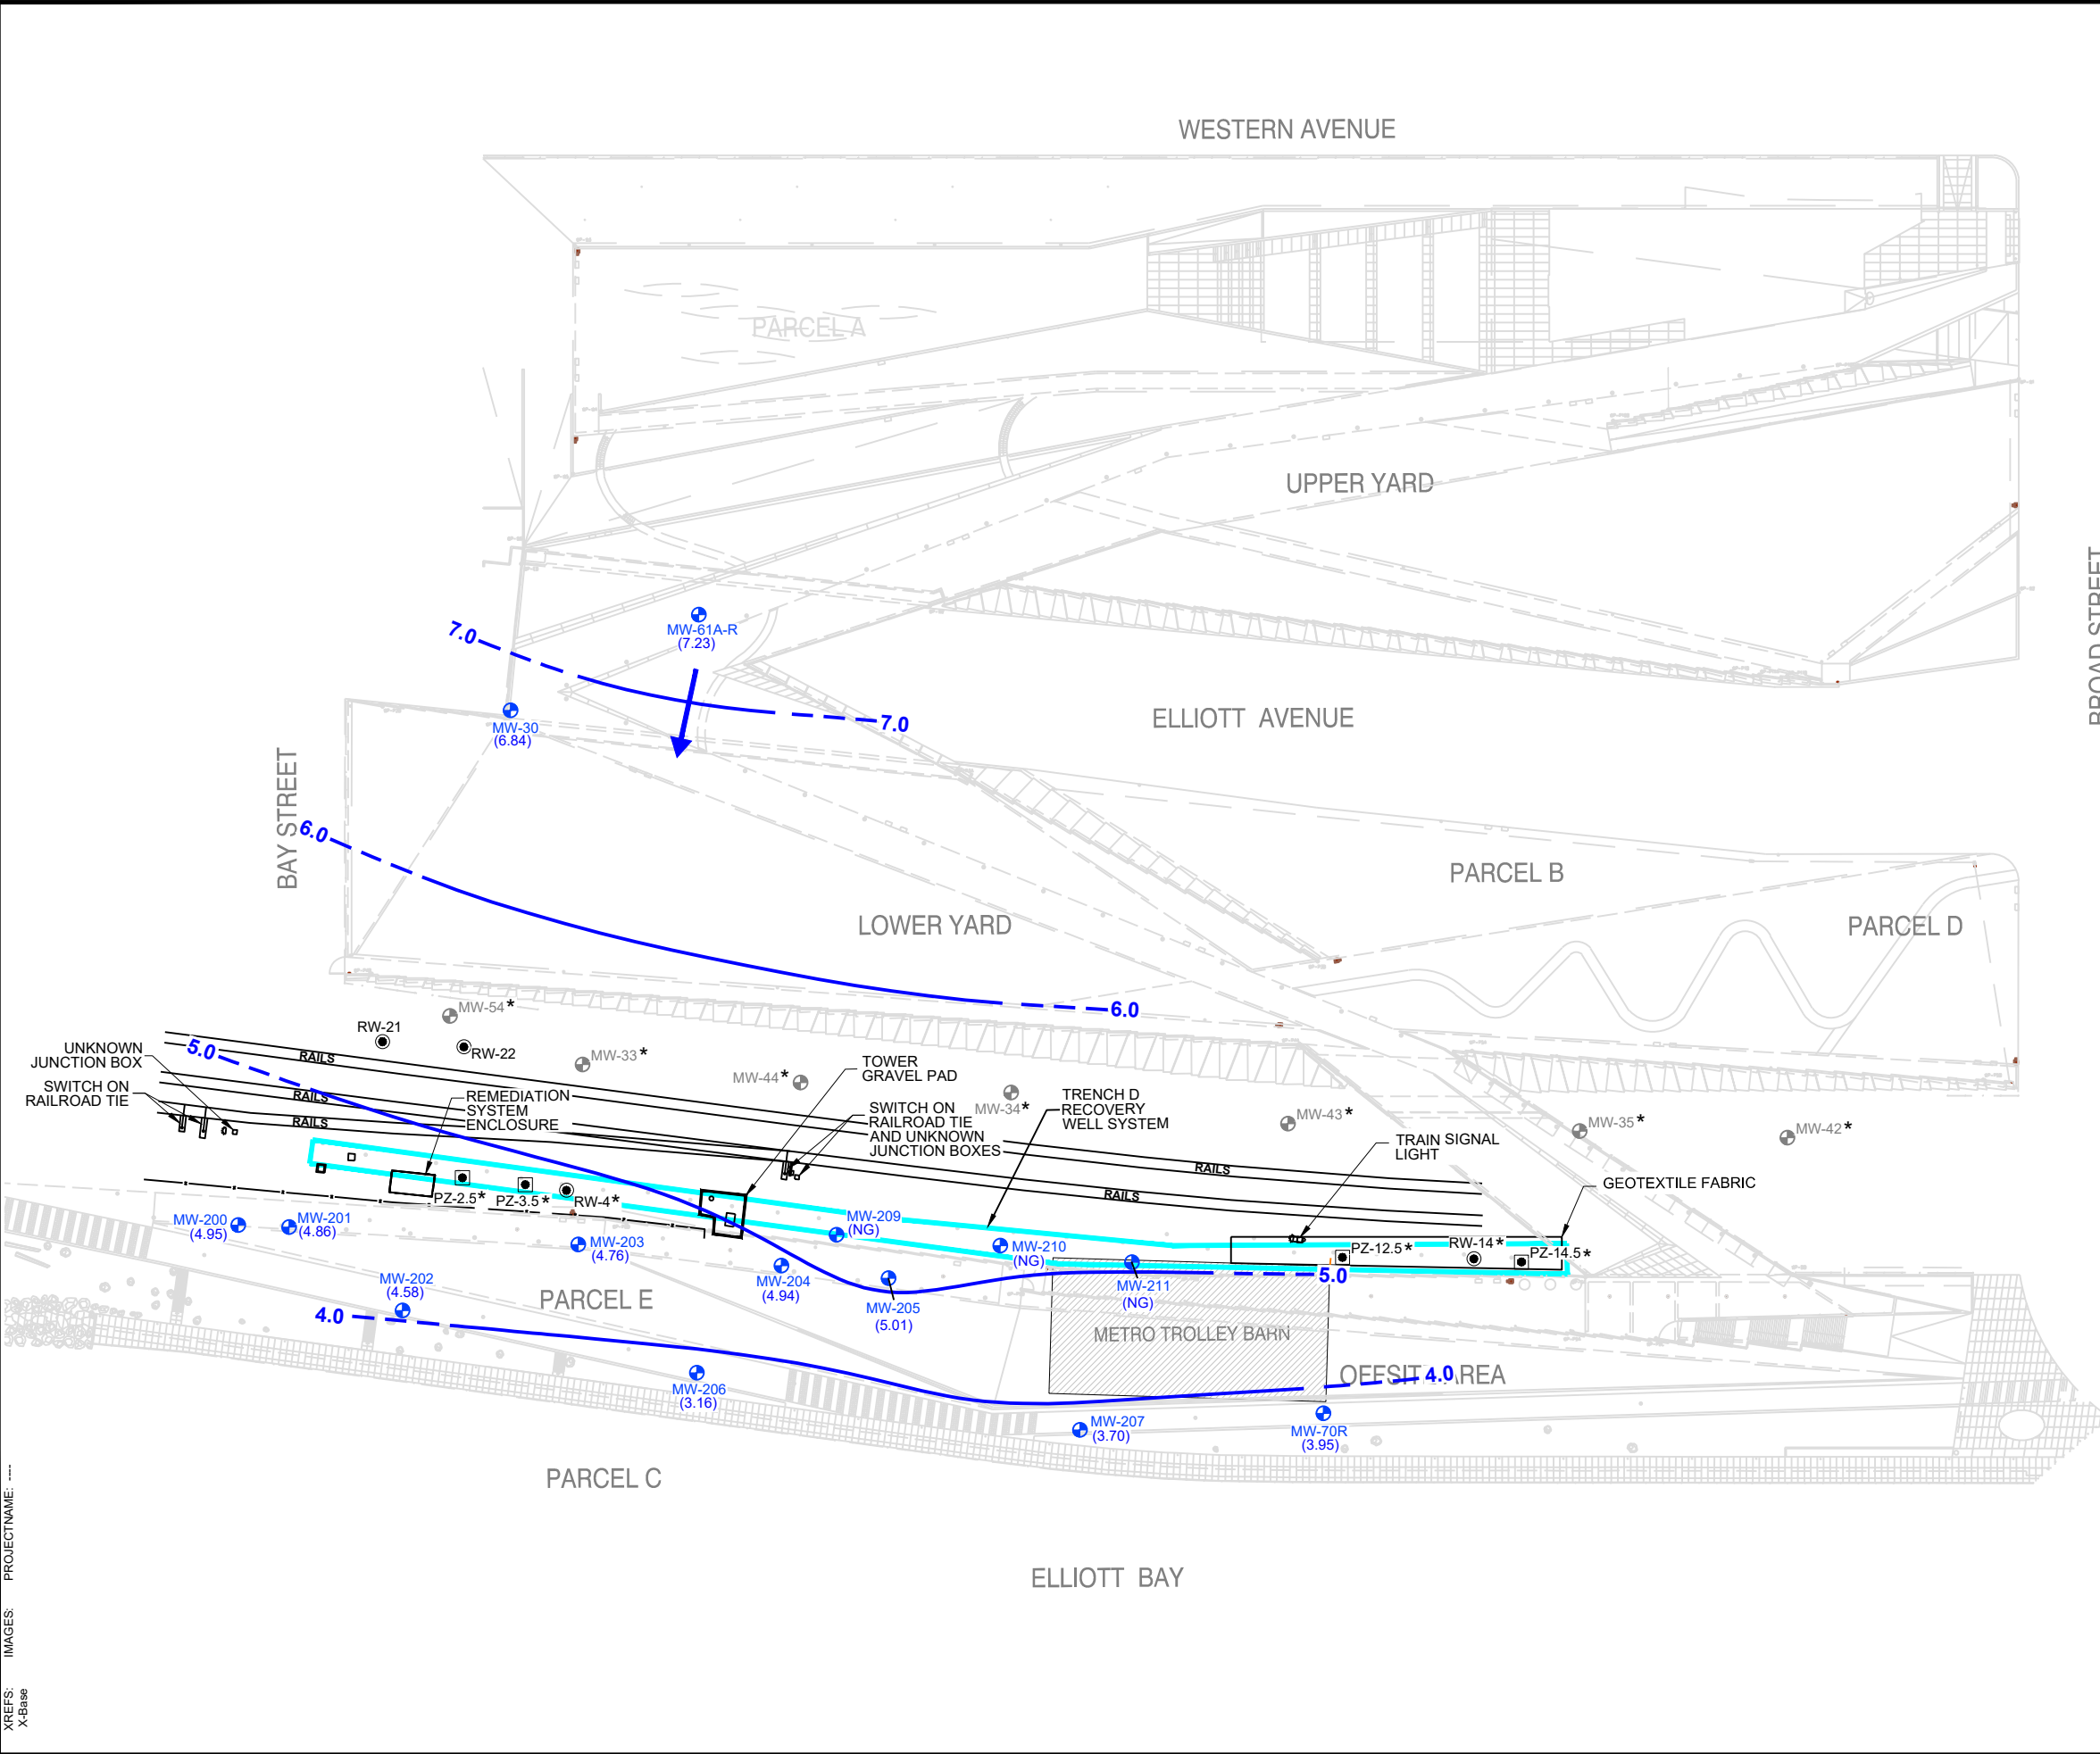 WESTERN AVENUE
PARCEL A
UPPER YARD
BROAD STREET
MW-61A-R
(7.23)
7.0
7.0
MW-30
(6.84)
ELLIOTT AVENUE
BAY STREET
6.0
PARCEL B
LOWER YARD
PARCEL D
6.0
MW-54*
RW-21
RW-22
5.0
UNKNOWN
JUNCTION BOX
SWITCH ON
RAILROAD TIE
RAILS
RAILS
RAILS
MW-33*
MW-44*
MW-34*
MW-43*
MW-35*
MW-42*
REMEDIATION
SYSTEM
ENCLOSURE
TOWER
GRAVEL PAD
SWITCH ON
RAILROAD TIE
AND UNKNOWN
JUNCTION BOXES
TRENCH D
RECOVERY
WELL SYSTEM
TRAIN SIGNAL
LIGHT
RAILS
RAILS
GEOTEXTILE FABRIC
PZ-2.5*
PZ-3.5*
RW-4*
MW-200
(4.95)
MW-201
(4.86)
MW-203
(4.76)
MW-209
(NG)
MW-210
(NG)
PZ-12.5*
RW-14*
PZ-14.5*
MW-202
(4.58)
MW-204
(4.94)
MW-205
(5.01)
MW-211
(NG)
5.0
PARCEL E
4.0
METRO TROLLEY BARN
OFFSITE AREA
4.0
MW-206
(3.16)
MW-207
(3.70)
MW-70R
(3.95)
PARCEL C
ELLIOTT BAY
XREFS: IMAGES: PROJECTNAME: ----
X-Base